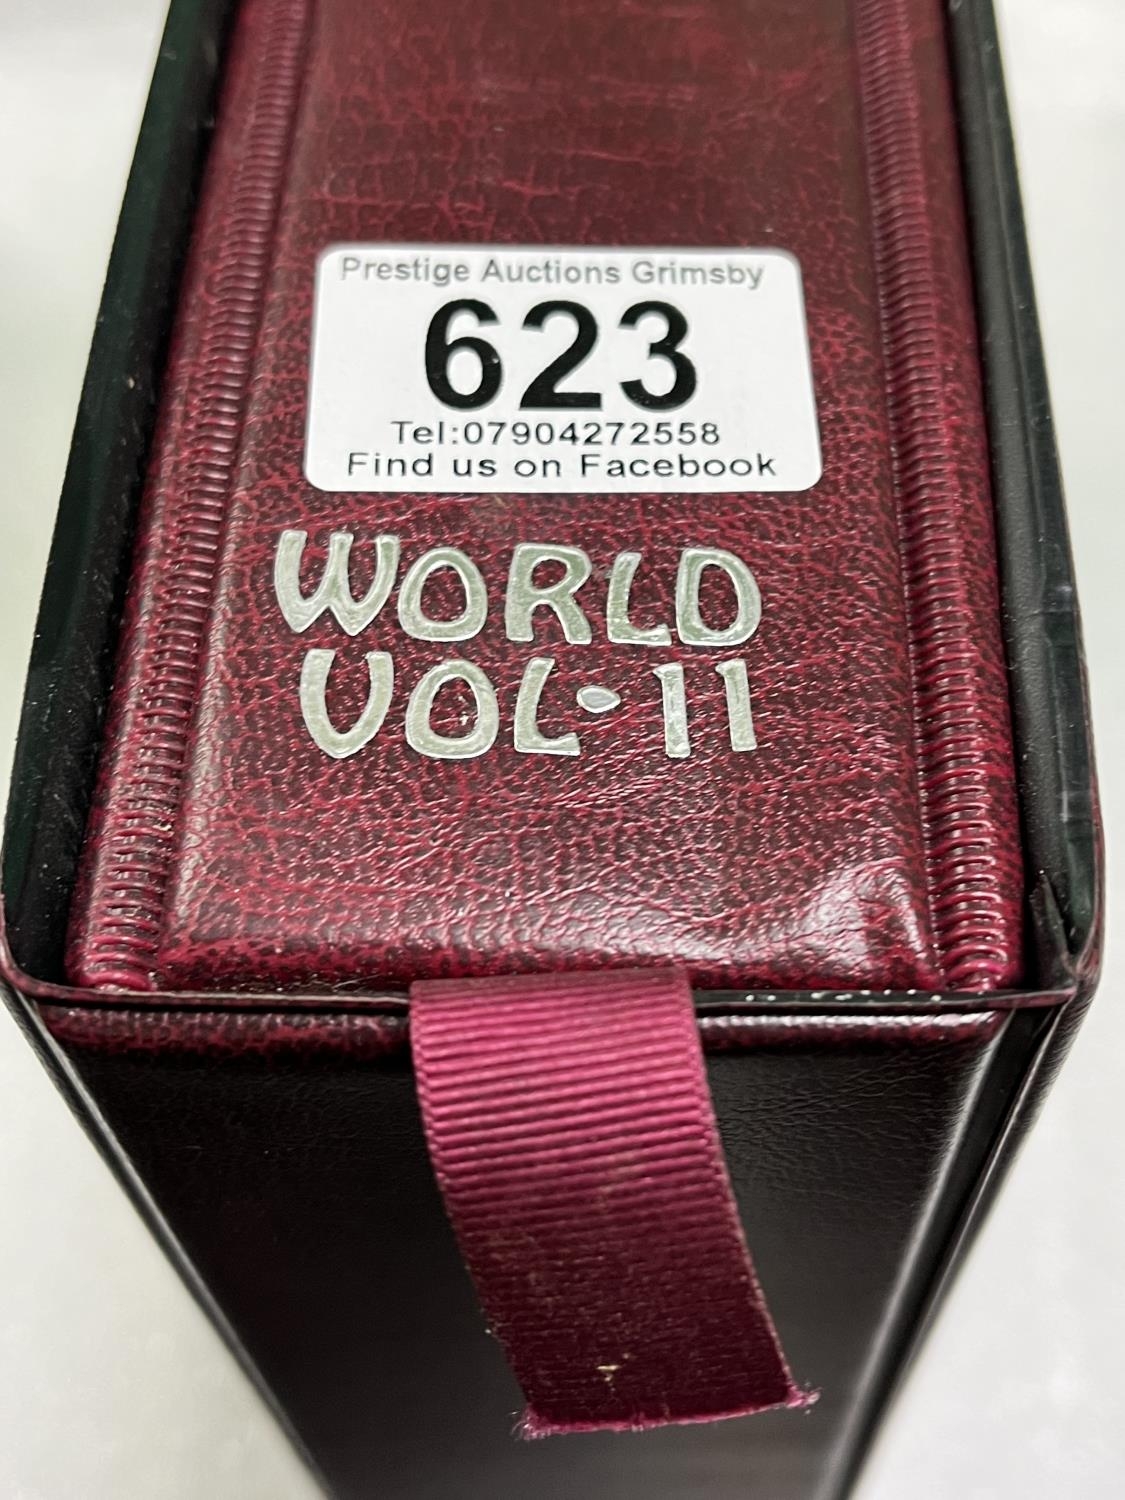 Prestige Auctions Grimsby
623
Tel:07904272558
Find us on Facebook
WORLD
VOL·11